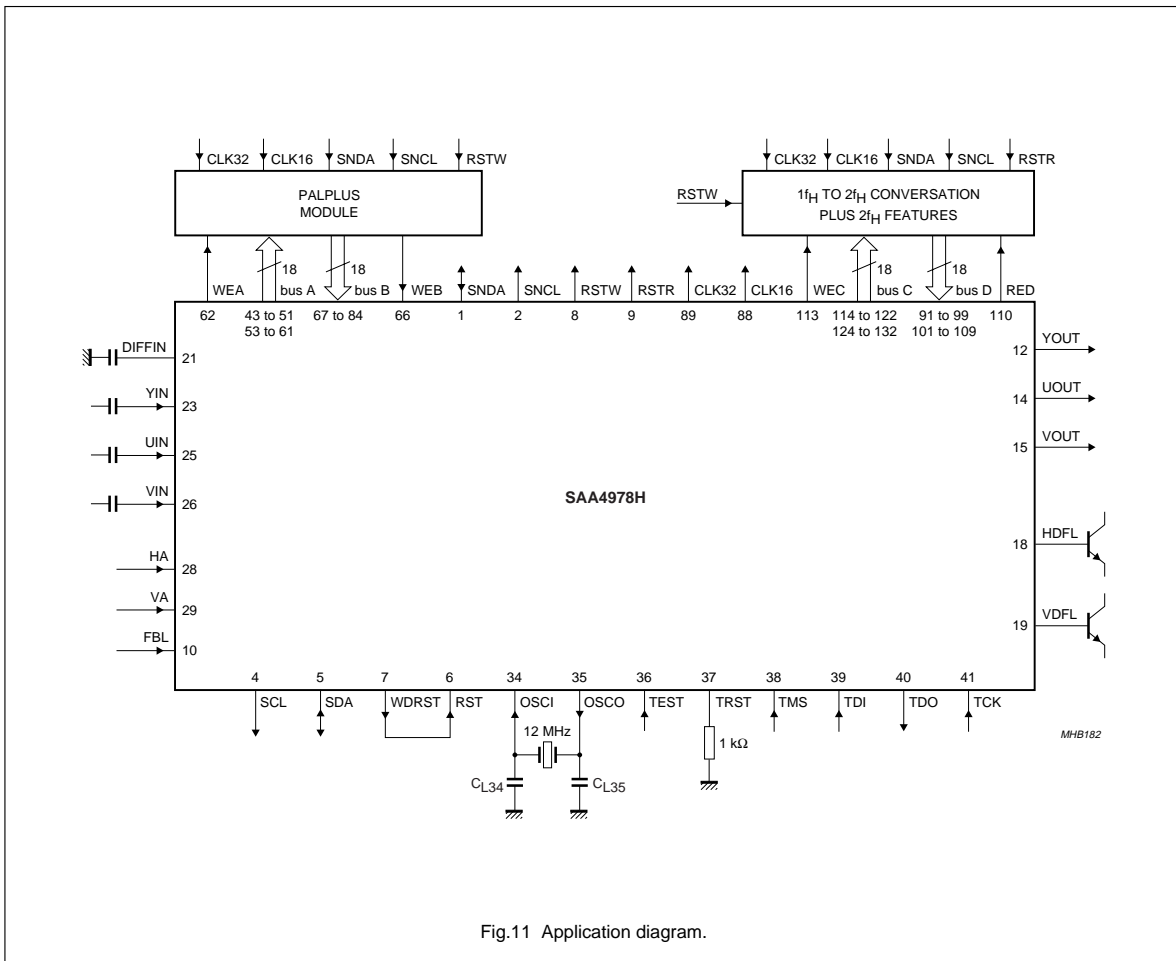 CLK32 CLK16 SNDA SNCL RSTW
PALPLUS
MODULE
CLK32 CLK16 SNDA SNCL RSTR
RSTW
1fH TO 2fH CONVERSATION
PLUS 2fH FEATURES
18 18
18 18
WEA bus A bus B WEB SNDA SNCL RSTW RSTR CLK32 CLK16 WEC bus C bus D RED
62 43 to 51 67 to 84 66 1 2 8 9 89 88 113 114 to 122 91 to 99 110
53 to 61 124 to 132 101 to 109
DIFFIN
21
YIN
23
UIN
25
VIN
26
HA
28
VA
29
FBL
10
SAA4978H
12 YOUT
14 UOUT
15 VOUT
18 HDFL
19 VDFL
4 5 7 6 34 35 36 37 38 39 40 41
SCL SDA WDRST RST OSCI OSCO TEST TRST TMS TDI TDO TCK
12 MHz
1 kΩ
MHB182
CL34 CL35
Fig.11 Application diagram.